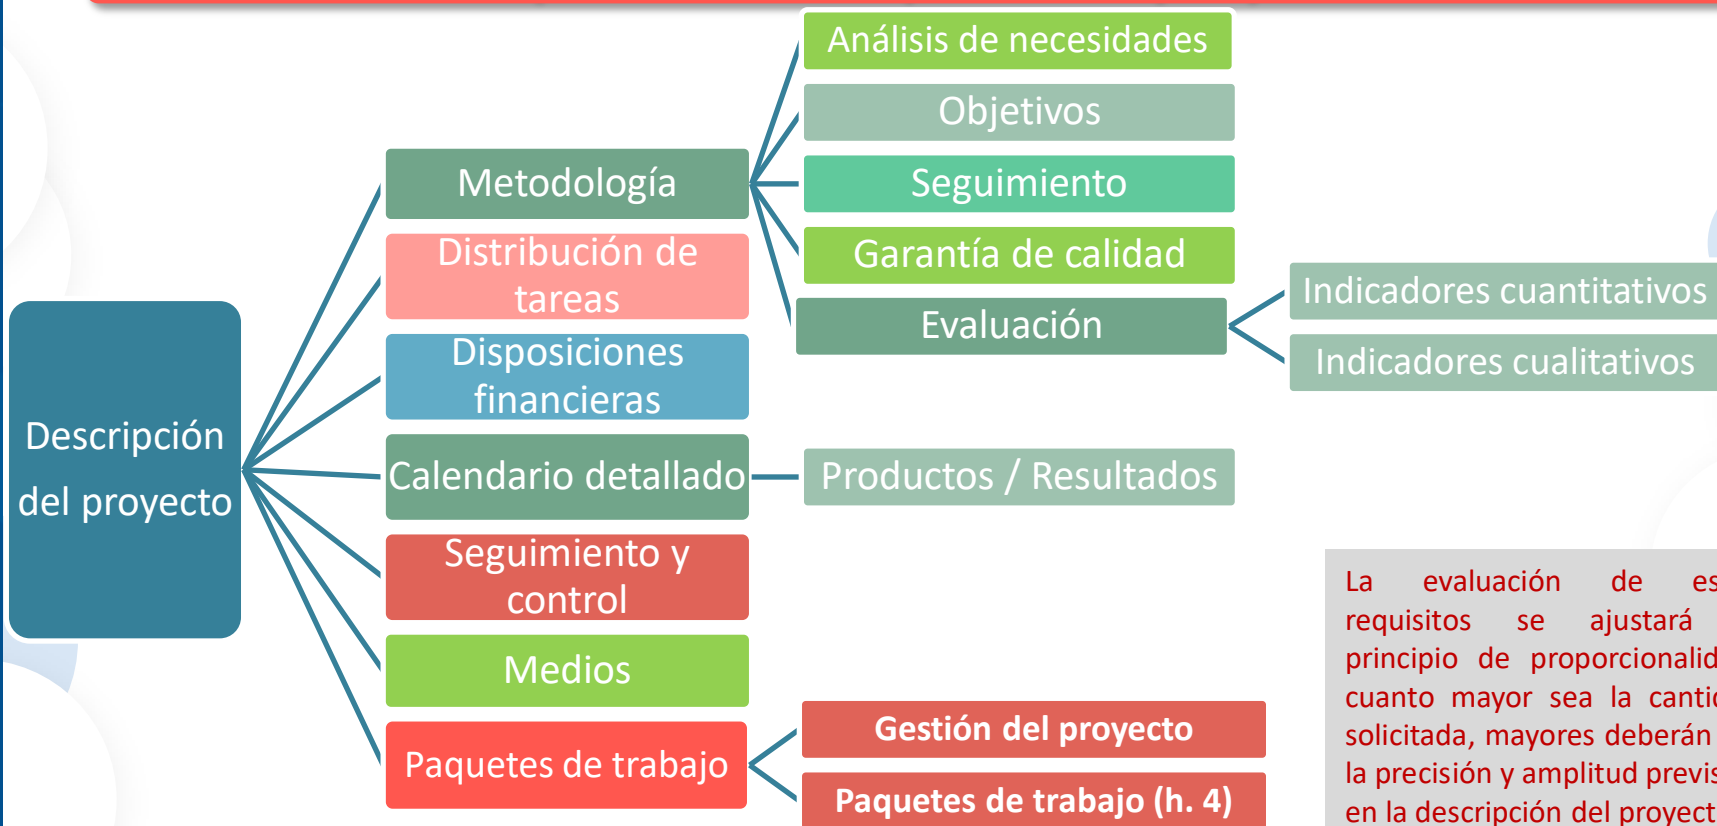 Descripción
del proyecto
Metodología
Análisis de necesidades
Objetivos
Seguimiento
Garantía de calidad
Evaluación
Indicadores cuantitativos
Indicadores cualitativos
Distribución de
tareas
Disposiciones
financieras
Calendario detallado
Productos / Resultados
Seguimiento y
control
Medios
Paquetes de trabajo
Gestión del proyecto
Paquetes de trabajo (h. 4)
La evaluación de
requisitos se ajustará
principio de
cuanto mayor sea la
solicitada, mayores deberán
la precisión y amplitud
en la descripción del